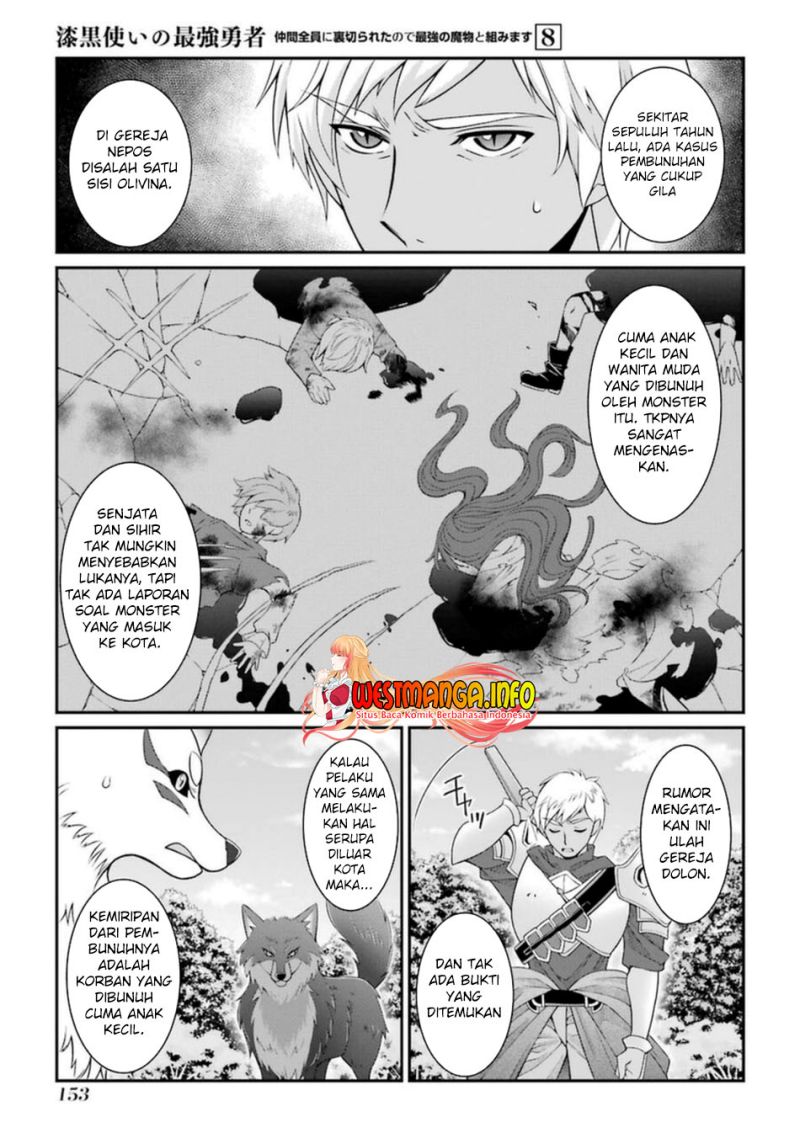 漆黒使いの最強勇者 仲間全員に裏切られたので最強の魔物と組みます 8
SEKITAR
SEPULUH TAHUN
LALU, ADA KASUS
PEMBUNUHAN
YANG CUKUP
GILA
DI GEREJA
NEPOS
DISALAH SATU
SISI OLIVINA.
CUMA ANAK
KECIL DAN
WANITA MUDA
YANG DIBUNUH
OLEH MONSTER
ITU. TKPNYA
SANGAT
MENGENAS-
KAN.
SENJATA
DAN SIHIR
TAK MUNGKIN
MENYEBABKAN
LUKANYA, TAPI
TAK ADA LAPORAN
SOAL MONSTER
YANG MASUK
KE KOTA.
WESTMANGA.INFO
Situs Baca Komik Berbahasa Indonesia
RUMOR
MENGATA-
KAN INI
ULAH
GEREJA
DOLON.
DAN TAK
ADA BUKTI
YANG
DITEMUKAN
KALAU
PELAKU
YANG SAMA
MELAKU-
KAN HAL
SERUPA
DILUAR
KOTA
MAKA...
KEMIRIPAN
DARI PEM-
BUNUHNYA
ADALAH
KORBAN YANG
DIBUNUH
CUMA ANAK
KECIL.
153